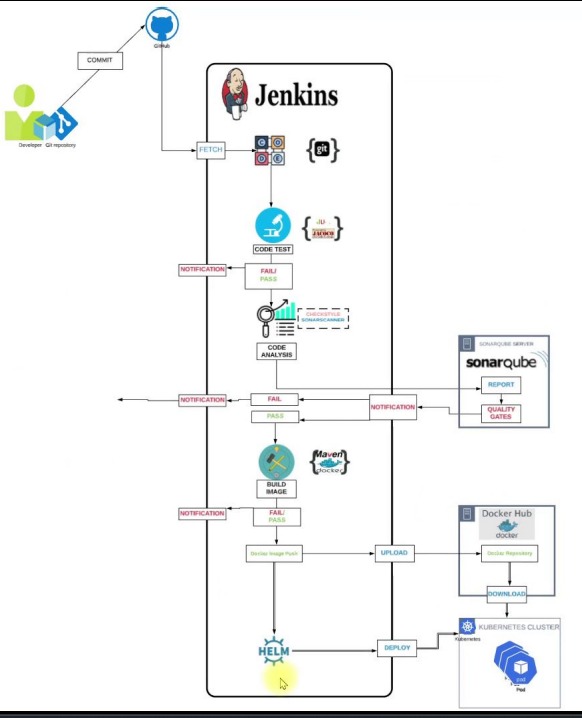 GitHub
COMMIT
Developer
Git repository
Jenkins
FETCH
C O
D E
{git}
CODE TEST
JU
JACOCO
NOTIFICATION
FAIL/
PASS
CHECKSTYLE
SONARSCANNER
CODE
ANALYSIS
SONARQUBE SERVER
sonarqube
REPORT
QUALITY
GATES
NOTIFICATION
FAIL
NOTIFICATION
PASS
Maven
docker
BUILD
IMAGE
NOTIFICATION
FAIL/
PASS
Docker Hub
docker
Docker Image Push
UPLOAD
Docker Repository
DOWNLOAD
KUBERNETES CLUSTER
Kubernetes
HELM
DEPLOY
pod
Pod